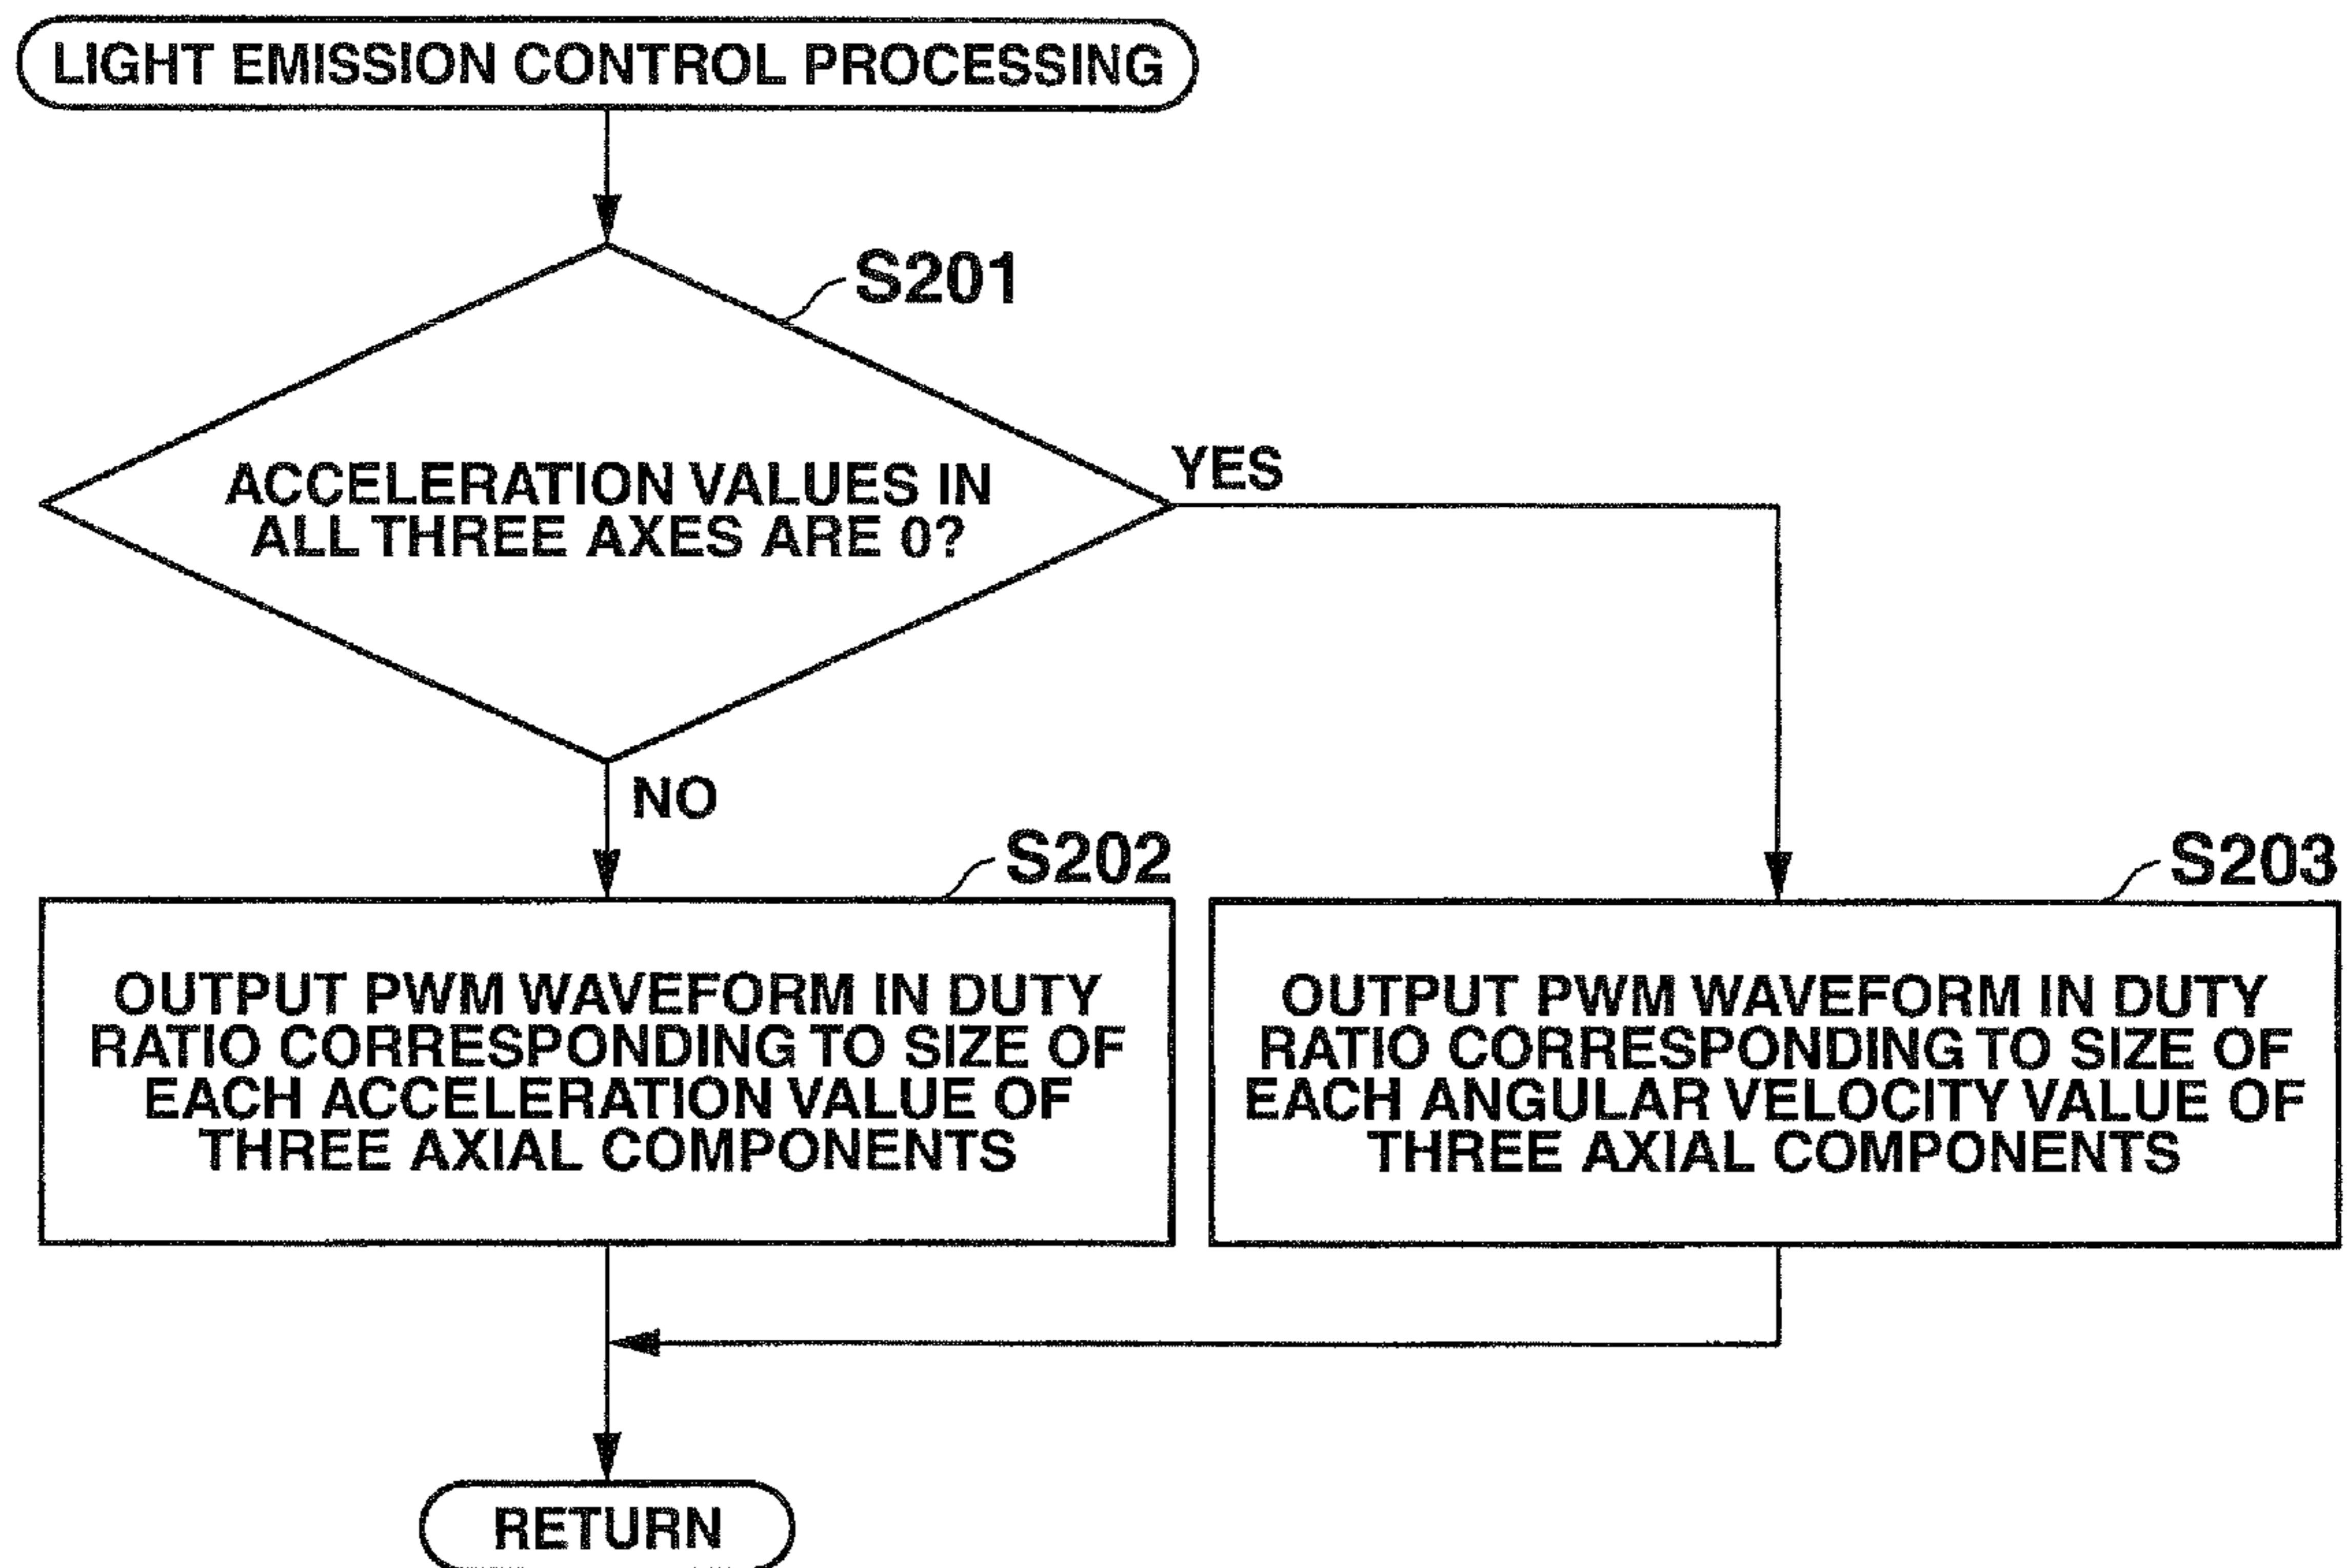 LIGHT EMISSION CONTROL PROCESSING
S201
ACCELERATION VALUES IN
ALL THREE AXES ARE 0?
YES
NO
S202
OUTPUT PWM WAVEFORM IN DUTY
RATIO CORRESPONDING TO SIZE OF
EACH ACCELERATION VALUE OF
THREE AXIAL COMPONENTS
S203
OUTPUT PWM WAVEFORM IN DUTY
RATIO CORRESPONDING TO SIZE OF
EACH ANGULAR VELOCITY VALUE OF
THREE AXIAL COMPONENTS
RETURN